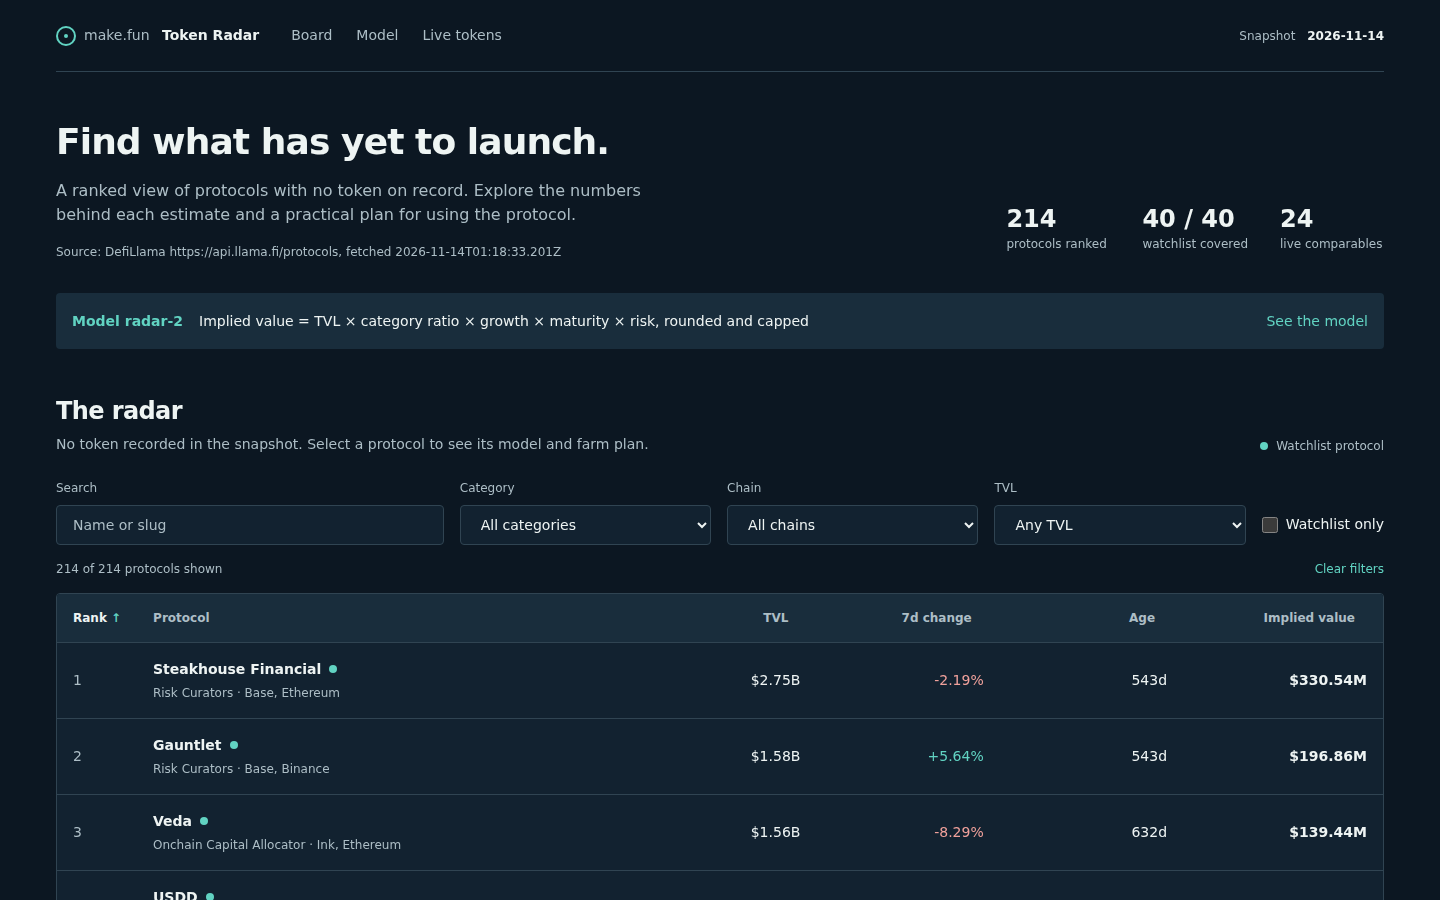 make.fun Token Radar Board Model Live tokens Snapshot 2026-11-14
Find what has yet to launch.
A ranked view of protocols with no token on record. Explore the numbers
behind each estimate and a practical plan for using the protocol.
Source: DefiLlama https://api.llama.fi/protocols, fetched 2026-11-14T01:18:33.201Z
214 40 / 40 24
protocols ranked watchlist covered live comparables
Model radar-2 Implied value = TVL × category ratio × growth × maturity × risk, rounded and capped See the model
The radar
No token recorded in the snapshot. Select a protocol to see its model and farm plan. Watchlist protocol
Search Category Chain TVL
Name or slug All categories All chains Any TVL Watchlist only
214 of 214 protocols shown Clear filters
Rank ↑ Protocol TVL 7d change Age Implied value
1 Steakhouse Financial $2.75B -2.19% 543d $330.54M
Risk Curators · Base, Ethereum
2 Gauntlet $1.58B +5.64% 543d $196.86M
Risk Curators · Base, Binance
3 Veda $1.56B -8.29% 632d $139.44M
Onchain Capital Allocator · Ink, Ethereum
USDD